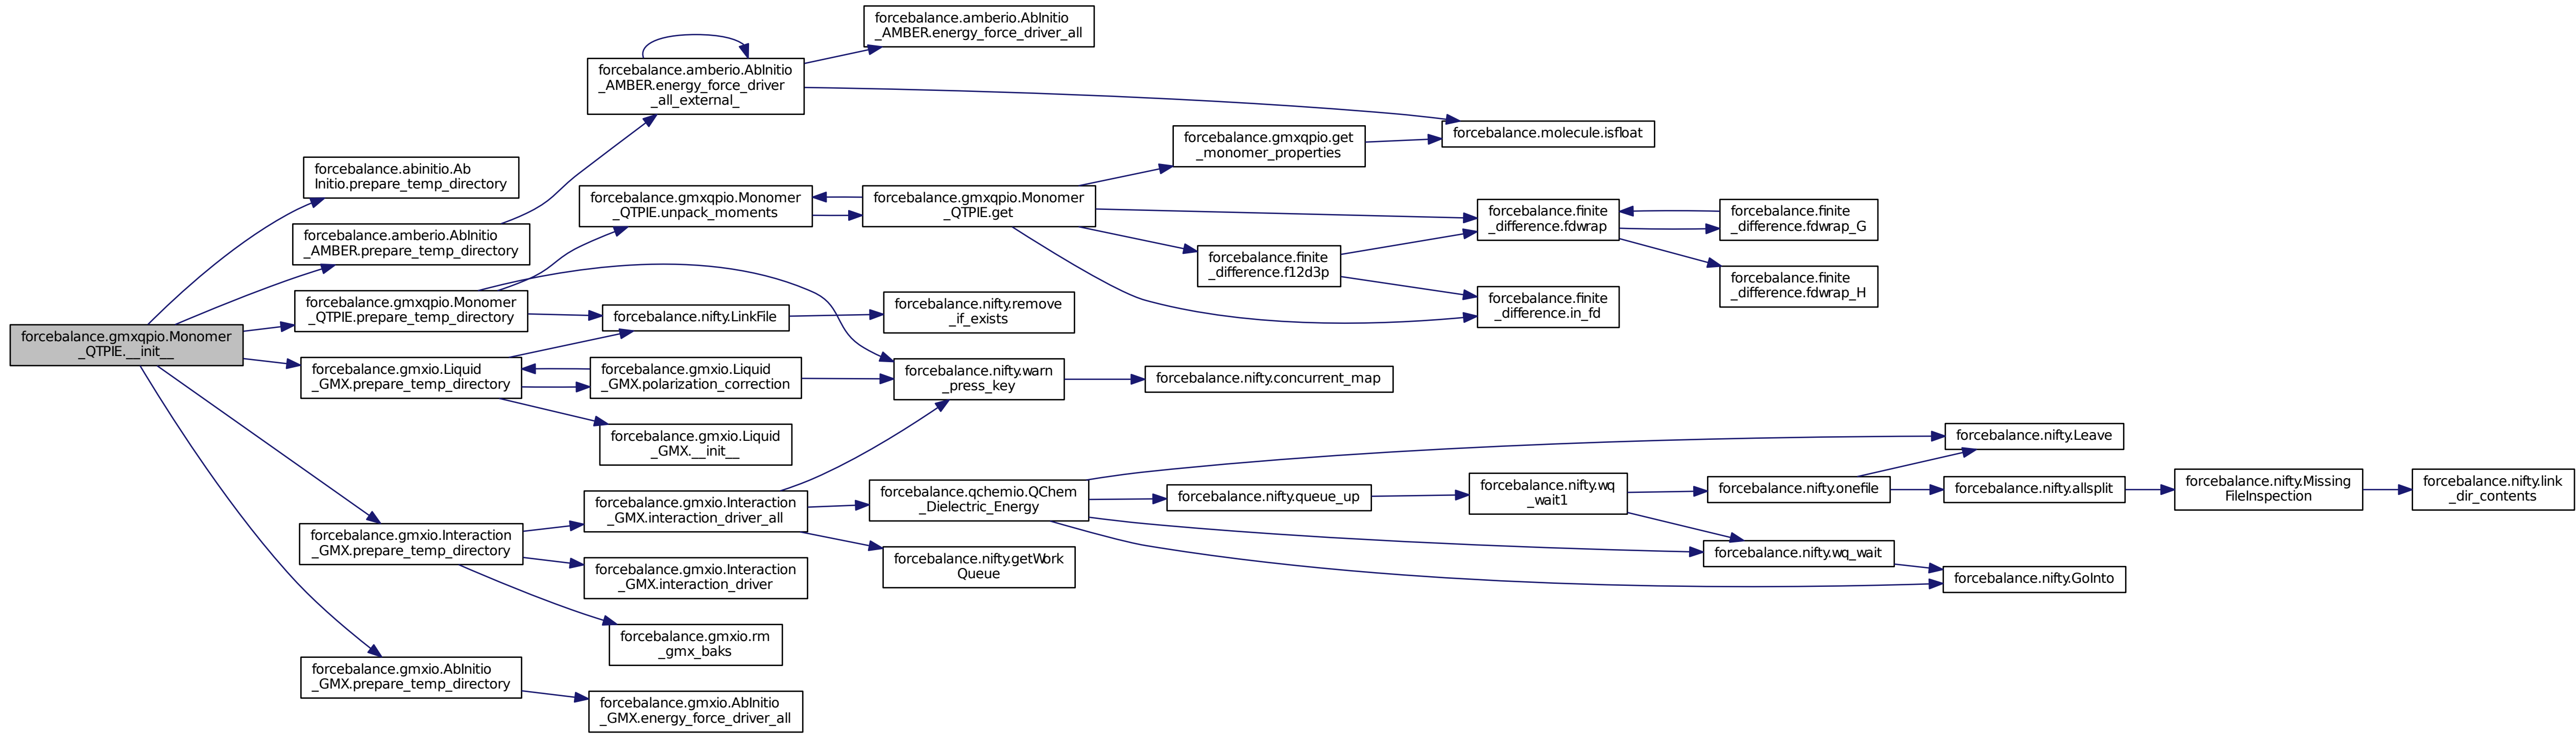 forcebalance.gmxqpio.Monomer
_QTPIE.__init__
forcebalance.abinitio.Ab
Initio.prepare_temp_directory
forcebalance.amberio.AbInitio
_AMBER.prepare_temp_directory
forcebalance.gmxqpio.Monomer
_QTPIE.prepare_temp_directory
forcebalance.gmxio.Liquid
_GMX.prepare_temp_directory
forcebalance.gmxio.Interaction
_GMX.prepare_temp_directory
forcebalance.gmxio.AbInitio
_GMX.prepare_temp_directory
forcebalance.amberio.AbInitio
_AMBER.energy_force_driver
_all_external_
forcebalance.gmxqpio.Monomer
_QTPIE.unpack_moments
forcebalance.nifty.LinkFile
forcebalance.gmxio.Liquid
_GMX.polarization_correction
forcebalance.gmxio.Liquid
_GMX.__init__
forcebalance.gmxio.Interaction
_GMX.interaction_driver_all
forcebalance.gmxio.Interaction
_GMX.interaction_driver
forcebalance.gmxio.rm
_gmx_baks
forcebalance.gmxio.AbInitio
_GMX.energy_force_driver_all
forcebalance.amberio.AbInitio
_AMBER.energy_force_driver_all
forcebalance.gmxqpio.Monomer
_QTPIE.get
forcebalance.nifty.remove
_if_exists
forcebalance.nifty.warn
_press_key
forcebalance.qchemio.QChem
_Dielectric_Energy
forcebalance.nifty.getWork
Queue
forcebalance.gmxqpio.get
_monomer_properties
forcebalance.finite
_difference.f12d3p
forcebalance.nifty.concurrent_map
forcebalance.nifty.queue_up
forcebalance.molecule.isfloat
forcebalance.finite
_difference.fdwrap
forcebalance.finite
_difference.in_fd
forcebalance.nifty.wq
_wait1
forcebalance.finite
_difference.fdwrap_G
forcebalance.finite
_difference.fdwrap_H
forcebalance.nifty.onefile
forcebalance.nifty.wq_wait
forcebalance.nifty.Leave
forcebalance.nifty.allsplit
forcebalance.nifty.GoInto
forcebalance.nifty.Missing
FileInspection
forcebalance.nifty.link
_dir_contents